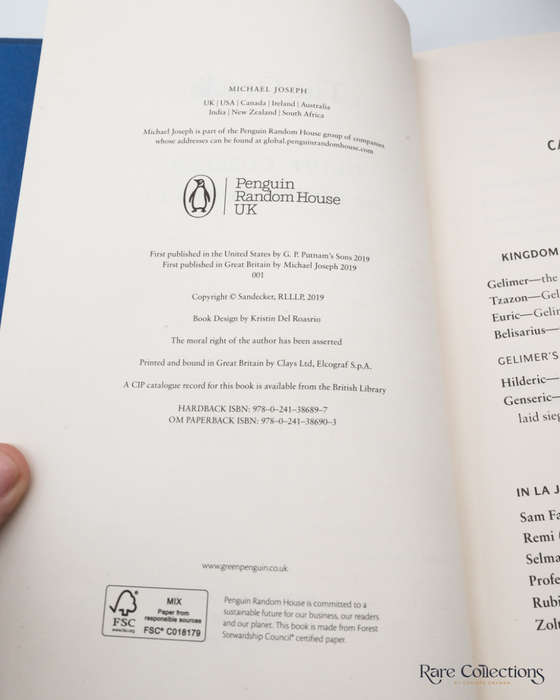 MICHAEL JOSEPH
UK | USA | Canada | Ireland | Australia
India | New Zealand | South Africa
Michael Joseph is part of the Penguin Random House group of companies
whose addresses can be found at global.penguinrandomhouse.com
Penguin
Random House
UK
First published in the United States by G. P. Putnam's Sons 2019
First published in Great Britain by Michael Joseph 2019
001
Copyright © Sandecker, RLLLP, 2019
Book Design by Kristin Del Roasrio
The moral right of the author has been asserted
Printed and bound in Great Britain by Clays Ltd, Elcograf S.p.A.
A CIP catalogue record for this book is available from the British Library
HARDBACK ISBN: 978–0–241–38689–7
OM PAPERBACK ISBN: 978–0–241–38690–3
www.greenpenguin.co.uk
FSC
www.fsc.org
MIX
Paper from
responsible sources
FSC® C018179
Penguin Random House is committed to a
sustainable future for our business, our readers
and our planet. This book is made from Forest
Stewardship Council® certified paper.
KINGDOM
Gelimer—the
Tzazon—Gel
Euric—Gelim
Belisarius—
GELIMER'S
Hilderic—
Genseric—
laid sieg
IN LA J
Sam Fa
Remi
Selma
Profe
Rubi
Zolt
Rare Collections